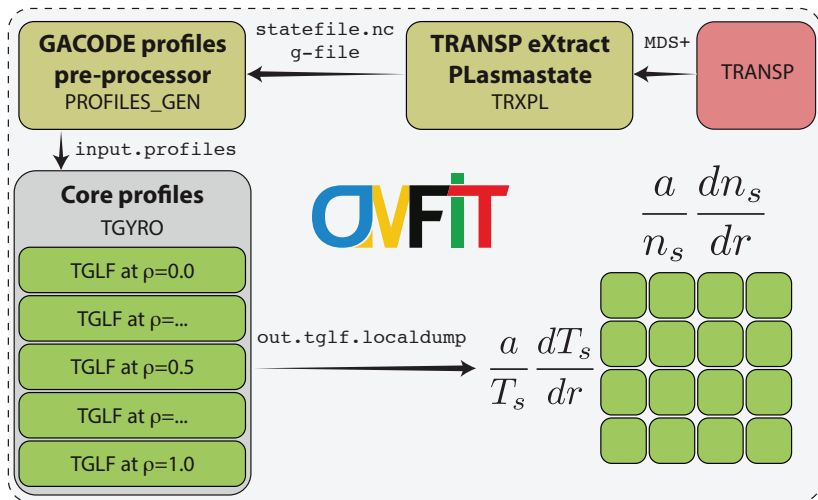 GACODE profiles
pre-processor
PROFILES_GEN
statefile.nc
g-file
TRANSP eXtract
PLasmastate
TRXPL
MDS+
TRANSP
input.profiles
Core profiles
TGYRO
TGLF at ρ=0.0
TGLF at ρ=...
TGLF at ρ=0.5
TGLF at ρ=...
TGLF at ρ=1.0
OMFIT
out.tglf.localdump
a/n_s dn_s/dr
a/T_s dT_s/dr